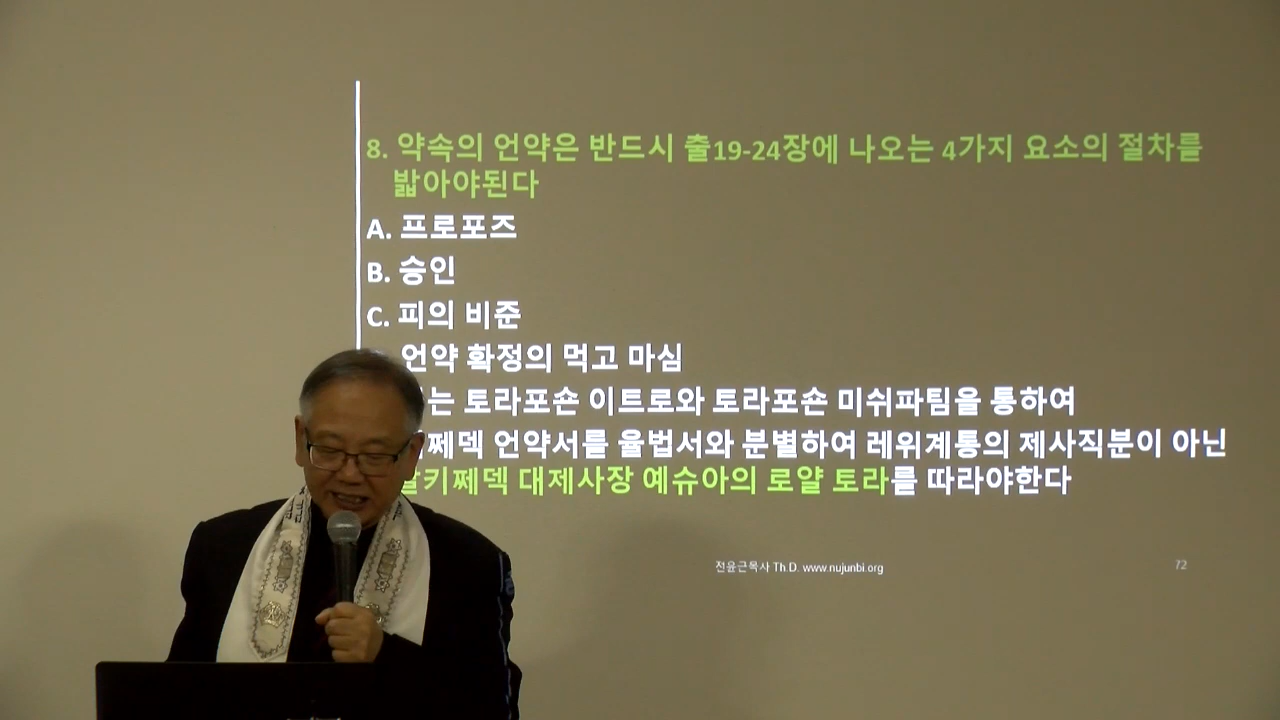 8. 약속의 언약은 반드시 출19-24장에 나오는 4가지 요소의 절차를
밟아야된다
A. 프로포즈
B. 승인
C. 피의 비준
언약 확정의 먹고 마심
는 토라포숀 이트로와 토라포숀 미쉬파팀을 통하여
쩨덱 언약서를 율법서와 분별하여 레위계통의 제사직분이 아닌
키쩨덱 대제사장 예슈아의 로얄 토라를 따라야한다
전윤근목사 Th.D. www.nujunbi.org
72